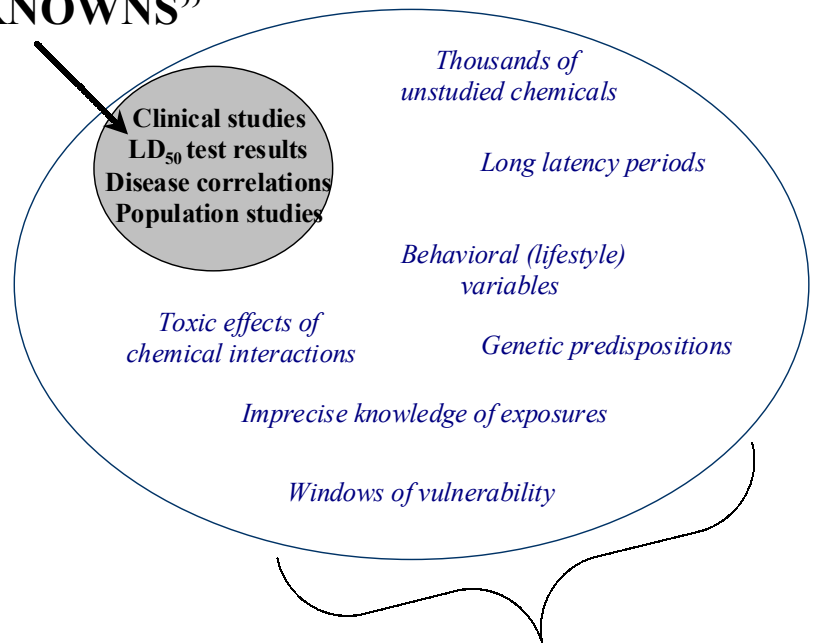 KNOWNS”
Clinical studies
LD₅₀ test results
Disease correlations
Population studies
Thousands of
unstudied chemicals
Long latency periods
Behavioral (lifestyle)
variables
Toxic effects of
chemical interactions
Genetic predispositions
Imprecise knowledge of exposures
Windows of vulnerability